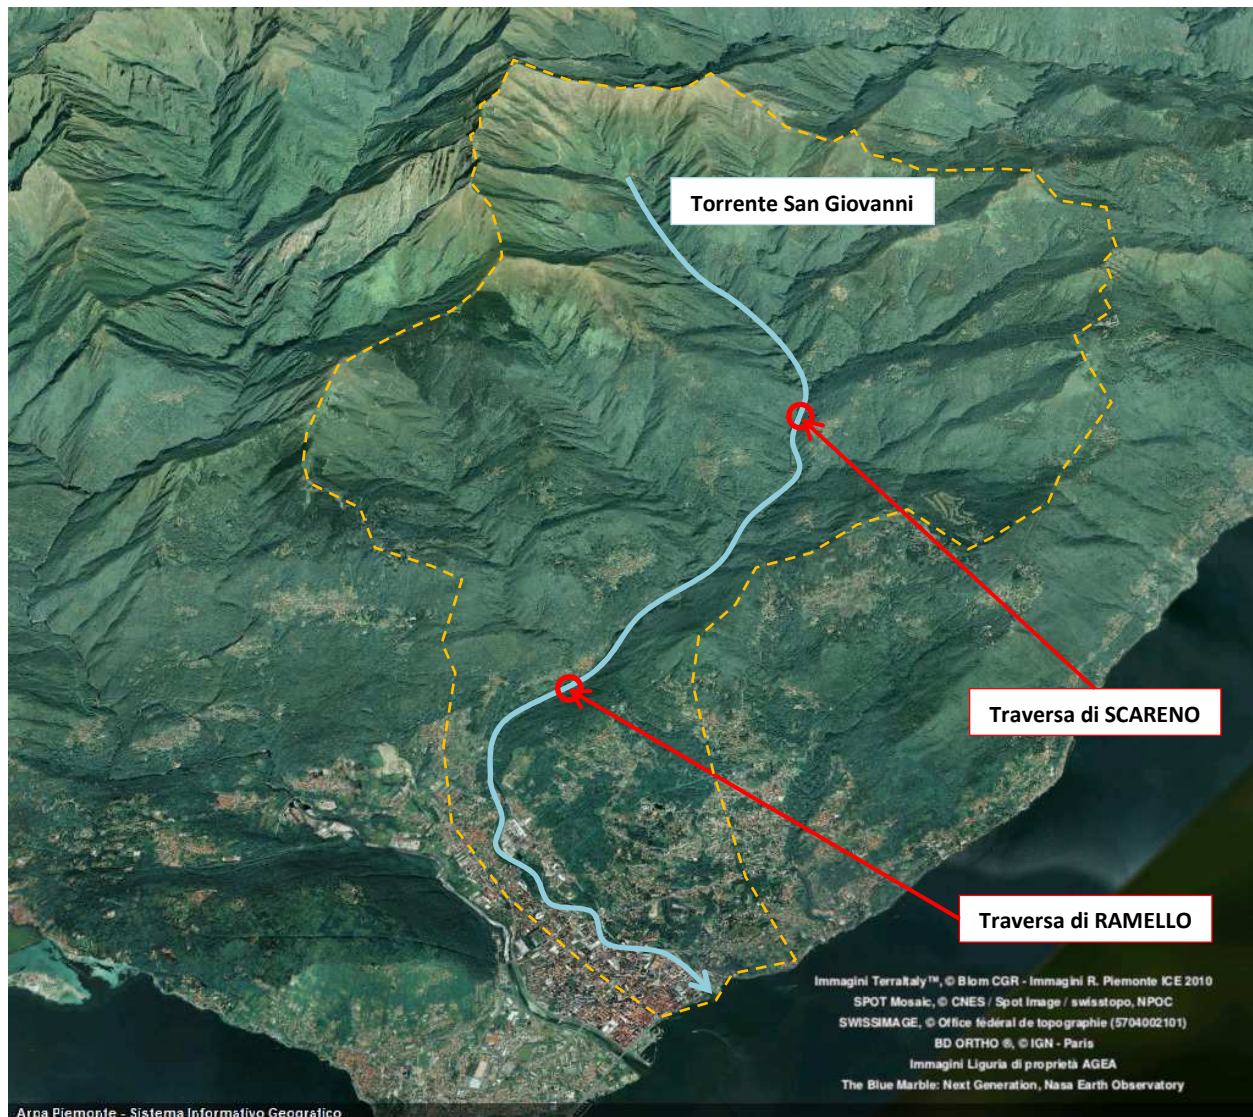 Torrente San Giovanni
Traversa di SCARENO
Traversa di RAMELLO
Immagini TerraItaly™, © Blom CGR - Immagini R. Piemonte ICE 2010
SPOT Mosaic, © CNES / Spot Image / swisstopo, NPOC
SWISSIMAGE, © Office fédéral de topographie (5704002101)
BD ORTHO ®, © IGN - Paris
Immagini Liguria di proprietà AGEA
The Blue Marble: Next Generation, Nasa Earth Observatory
Arpa Piemonte - Sistema Informativo Geografico